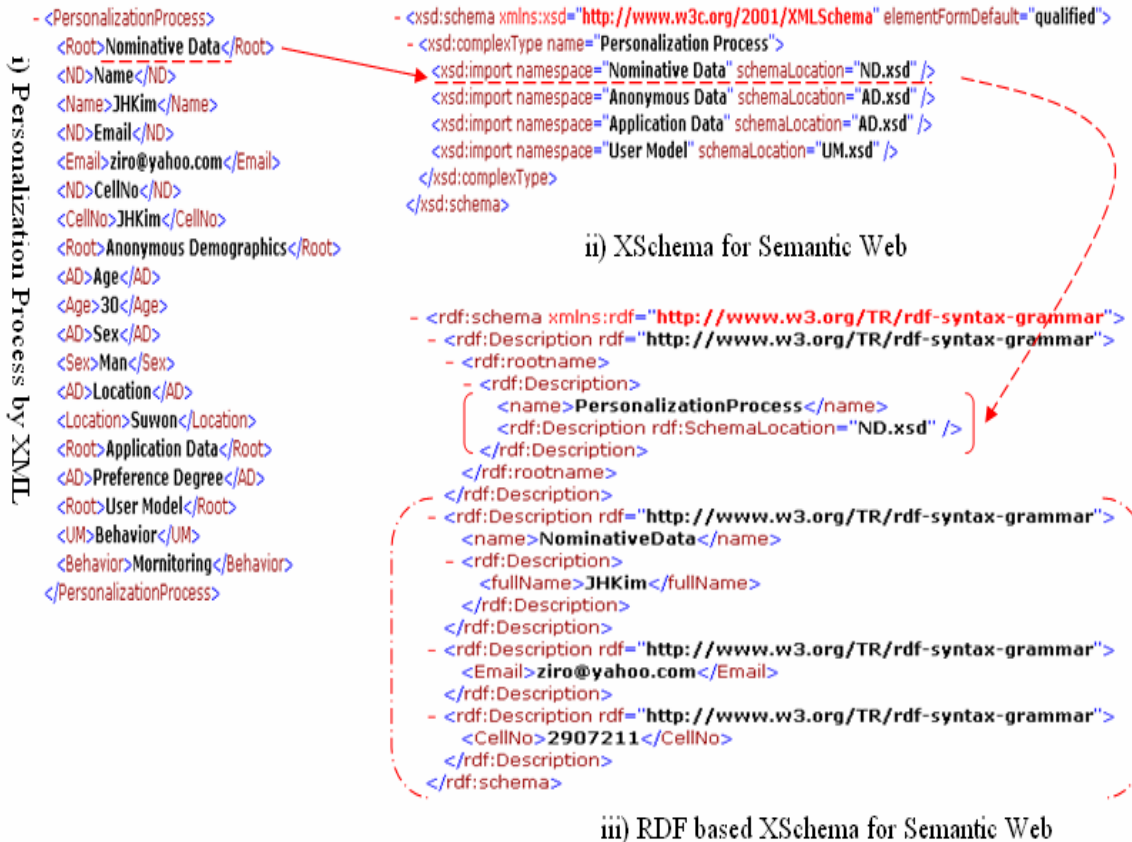 i) Personalization Process by XML
- <PersonalizationProcess>
<Root>Nominative Data</Root>
<ND>Name</ND>
<Name>JHKim</Name>
<ND>Email</ND>
<Email>ziro@yahoo.com</Email>
<ND>CellNo</ND>
<CellNo>JHKim</CellNo>
<Root>Anonymous Demographics</Root>
<AD>Age</AD>
<Age>30</Age>
<AD>Sex</AD>
<Sex>Man</Sex>
<AD>Location</AD>
<Location>Suwon</Location>
<Root>Application Data</Root>
<AD>Preference Degree</AD>
<Root>User Model</Root>
<UM>Behavior</UM>
<Behavior>Mornitoring</Behavior>
</PersonalizationProcess>
- <xsd:schema xmlns:xsd="http://www.w3c.org/2001/XMLSchema" elementFormDefault="qualified">
- <xsd:complexType name="Personalization Process">
<xsd:import namespace="Nominative Data" schemaLocation="ND.xsd" />
<xsd:import namespace="Anonymous Data" schemaLocation="AD.xsd" />
<xsd:import namespace="Application Data" schemaLocation="AD.xsd" />
<xsd:import namespace="User Model" schemaLocation="UM.xsd" />
</xsd:complexType>
</xsd:schema>
ii) XSchema for Semantic Web
- <rdf:schema xmlns:rdf="http://www.w3.org/TR/rdf-syntax-grammar">
- <rdf:Description rdf="http://www.w3.org/TR/rdf-syntax-grammar">
- <rdf:rootname>
- <rdf:Description>
<name>PersonalizationProcess</name>
<rdf:Description rdf:SchemaLocation="ND.xsd" />
</rdf:Description>
</rdf:rootname>
</rdf:Description>
- <rdf:Description rdf="http://www.w3.org/TR/rdf-syntax-grammar">
<name>NominativeData</name>
- <rdf:Description>
<fullName>JHKim</fullName>
</rdf:Description>
</rdf:Description>
- <rdf:Description rdf="http://www.w3.org/TR/rdf-syntax-grammar">
<Email>ziro@yahoo.com</Email>
</rdf:Description>
- <rdf:Description rdf="http://www.w3.org/TR/rdf-syntax-grammar">
<CellNo>2907211</CellNo>
</rdf:Description>
</rdf:schema>
iii) RDF based XSchema for Semantic Web